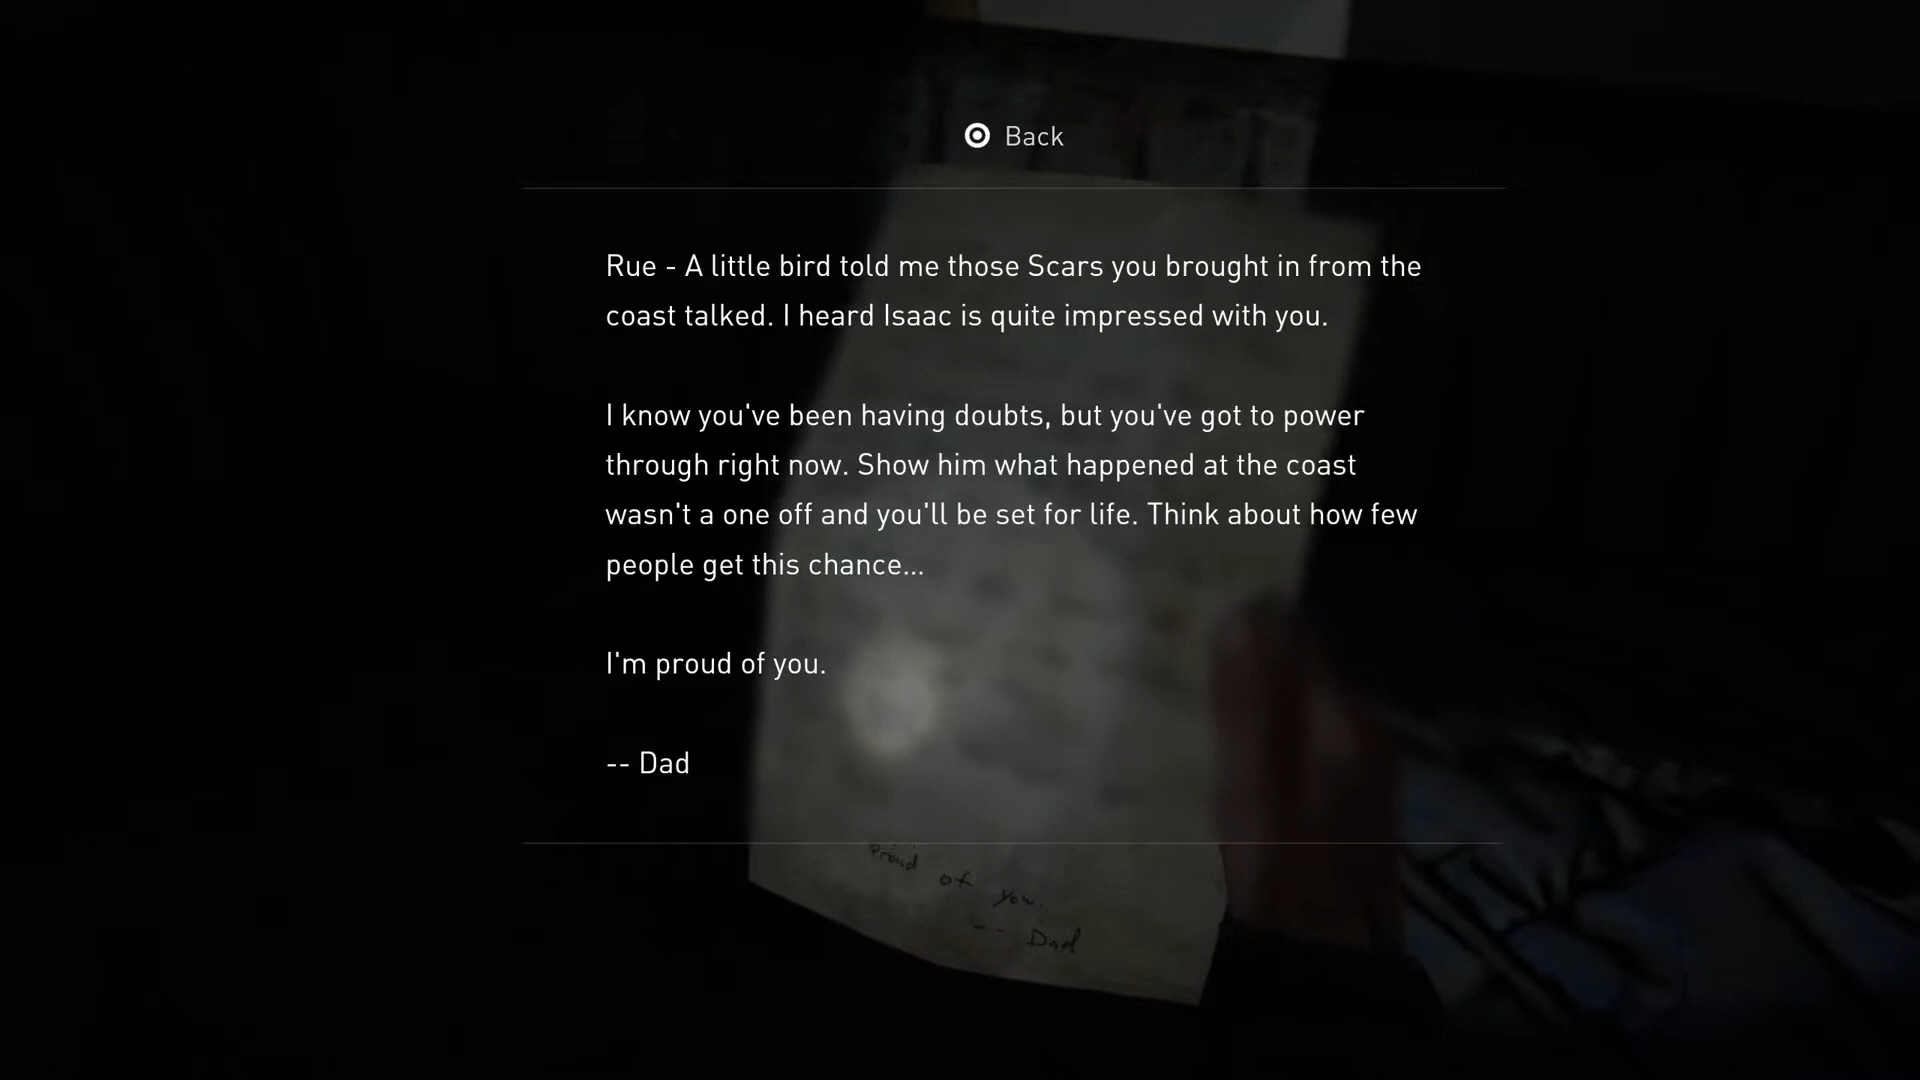 Back
Rue - A little bird told me those Scars you brought in from the
coast talked. I heard Isaac is quite impressed with you.
I know you've been having doubts, but you've got to power
through right now. Show him what happened at the coast
wasn't a one off and you'll be set for life. Think about how few
people get this chance...
I'm proud of you.
-- Dad
Proud of you.
-- Dad